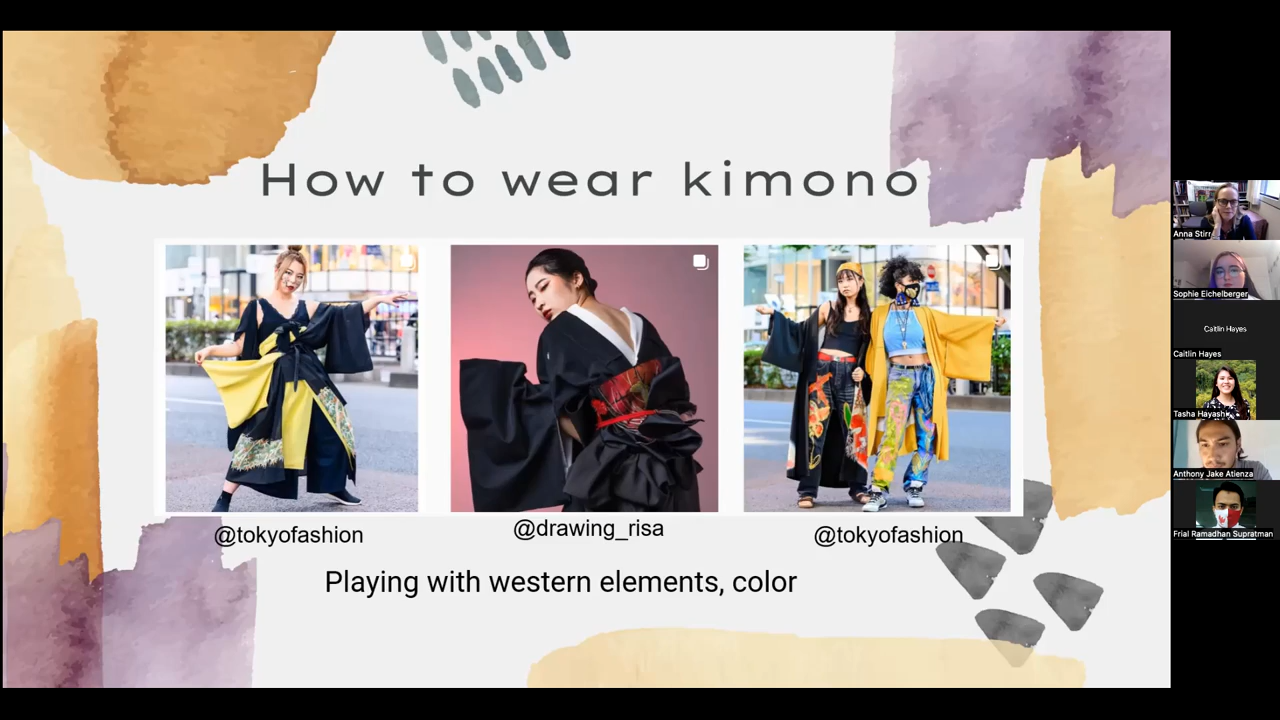 How to wear kimono
@tokyofashion
@drawing_risa
@tokyofashion
Playing with western elements, color
Anna Stirr
Sophie Eichelberger
Caitlin Hayes
Caitlin Hayes
Tasha Hayashi
Anthony Jake Atienza
Frial Ramadhan Supratman